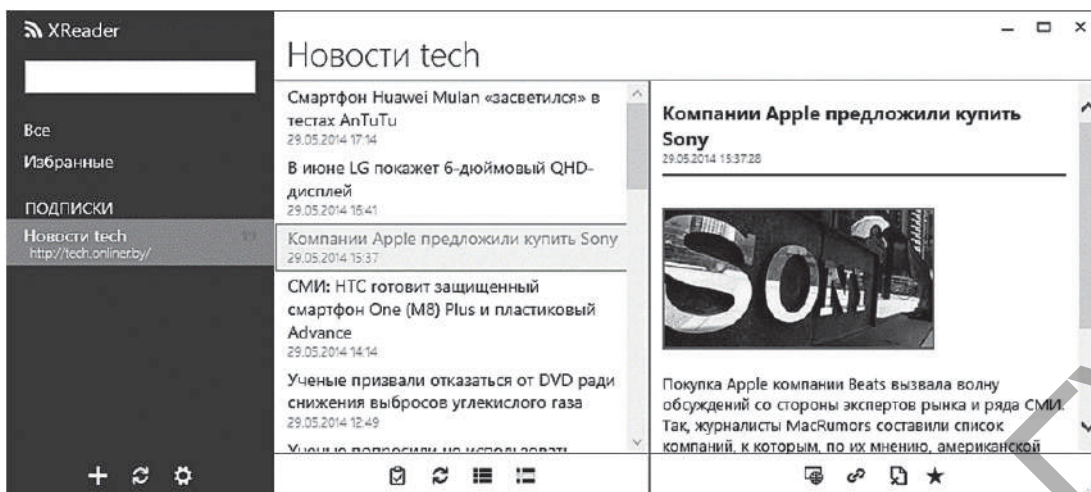 XReader
Все
Избранные
ПОДПИСКИ
Новости tech
http://tech.onliner.by/
Новости tech
Смартфон Huawei Mulan «засветился» в
тестах AnTuTu
29.05.2014 17:14
В июне LG покажет 6-дюймовый QHD-
дисплей
29.05.2014 16:41
Компании Apple предложили купить Sony
29.05.2014 15:37
СМИ: HTC готовит защищенный
смартфон One (M8) Plus и пластиковый
Advance
29.05.2014 14:14
Ученые призвали отказаться от DVD ради
снижения выбросов углекислого газа
29.05.2014 12:49
Ученые попросили не использовать
Компании Apple предложили купить
Sony
29.05.2014 15:37:28
SONY
Покупка Apple компании Beats вызвала волну
обсуждений со стороны экспертов рынка и ряда СМИ.
Так, журналисты MacRumors составили список
компаний, к которым, по их мнению, американской